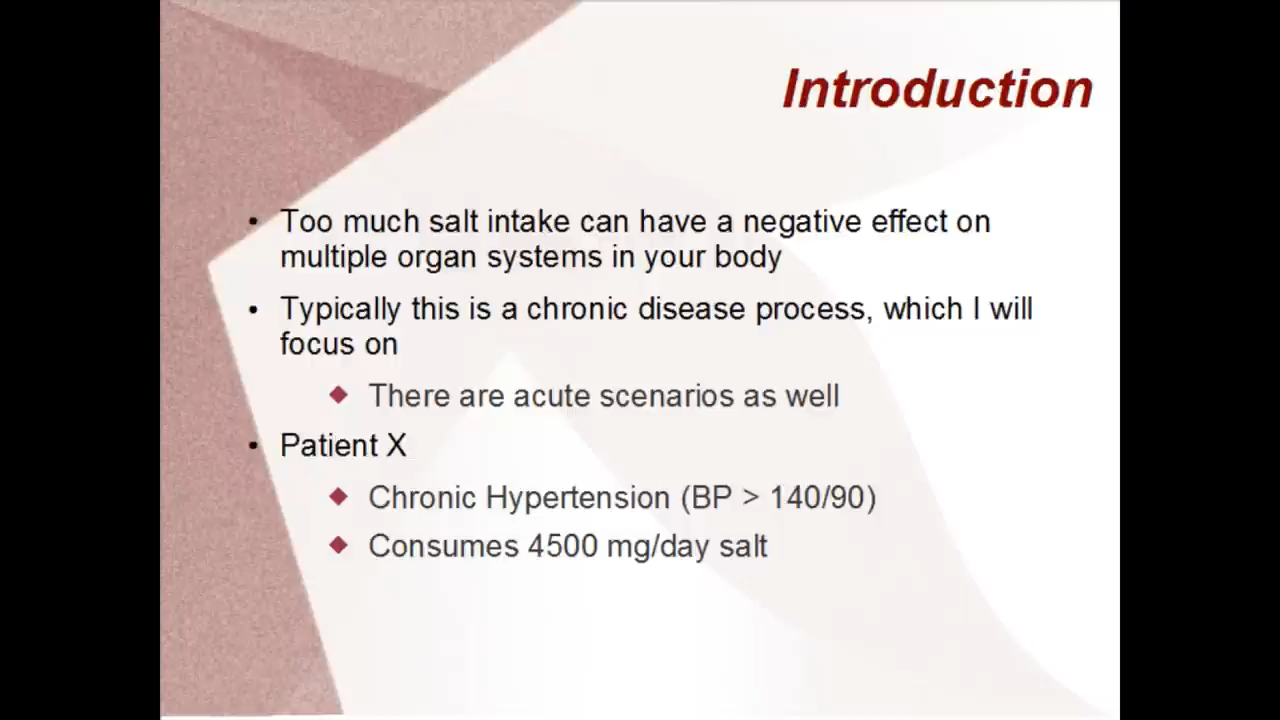 Introduction
• Too much salt intake can have a negative effect on
multiple organ systems in your body
• Typically this is a chronic disease process, which I will
focus on
◆ There are acute scenarios as well
• Patient X
◆ Chronic Hypertension (BP > 140/90)
◆ Consumes 4500 mg/day salt